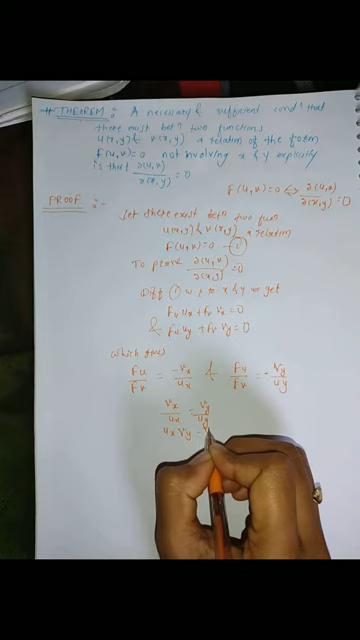 # THEOREM :- A necessary & sufficient condⁿ that
there exist betⁿ two functions
u(x,y) & v(x,y) a relation of the form
F(u,v)=0 not involving x & y explicitly
is that ∂(u,v)/∂(x,y) = 0
F(u,v)=0 ⟺ ∂(u,v)/∂(x,y) = 0
PROOF :-
Let there exist betⁿ two funⁿ
u(x,y) & v(x,y) a relation
F(u,v)=0 —①
To prove ∂(u,v)/∂(x,y) = 0
Diff ① w.r. to x & y we get
Fu ux + Fv vx = 0
& Fu uy + Fv vy = 0
which gives
Fu/Fv = -vx/ux & Fu/Fv = -vy/uy
vx/ux = vy/uy
ux vy =